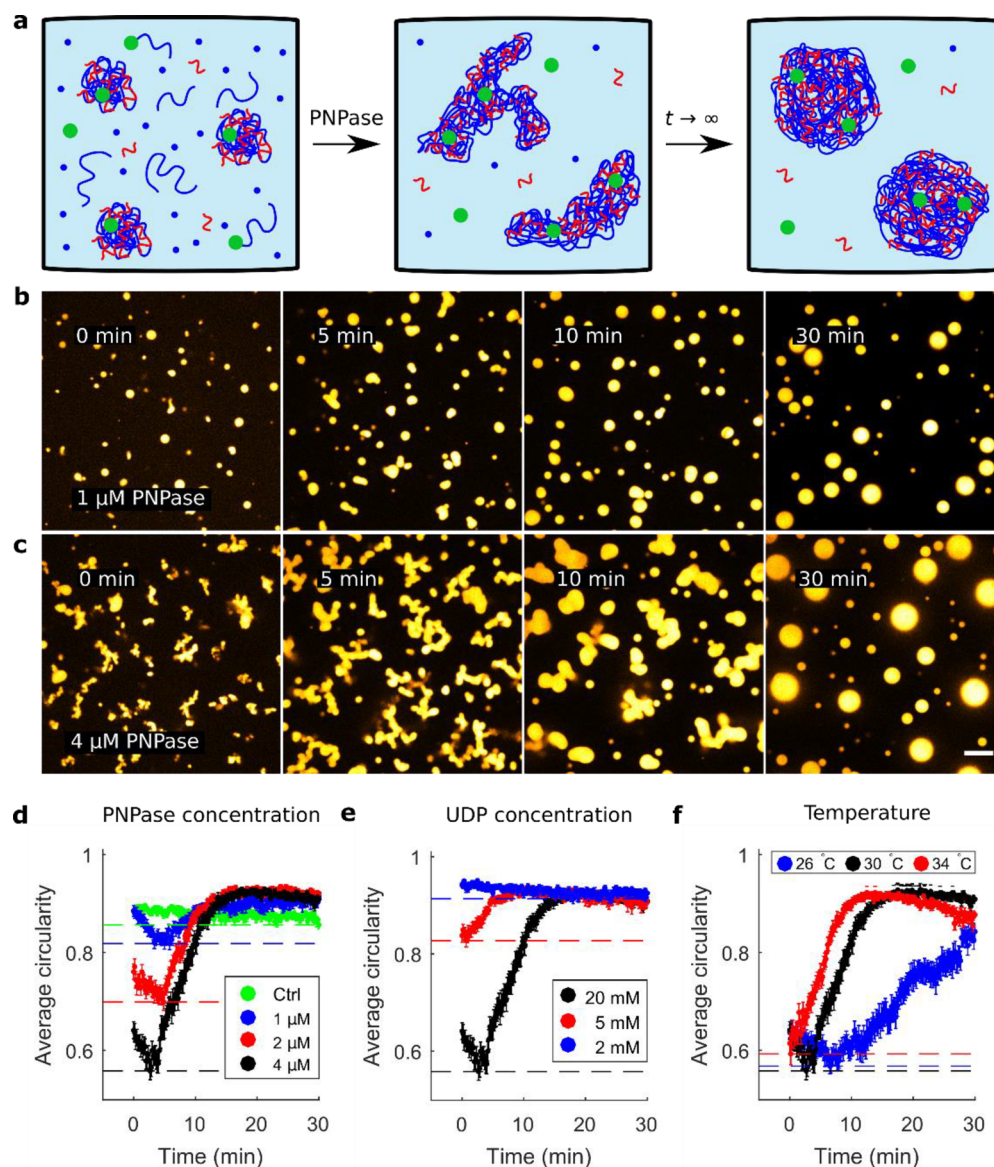 a
PNPase
t → ∞
b
0 min
5 min
10 min
30 min
1 µM PNPase
c
0 min
5 min
10 min
30 min
4 µM PNPase
d
PNPase concentration
e
UDP concentration
f
Temperature
1
0.8
0.6
Average circularity
Ctrl
1 µM
2 µM
4 µM
0
10
20
30
Time (min)
1
0.8
0.6
Average circularity
20 mM
5 mM
2 mM
0
10
20
30
Time (min)
1
0.8
0.6
Average circularity
26 °C
30 °C
34 °C
0
10
20
30
Time (min)